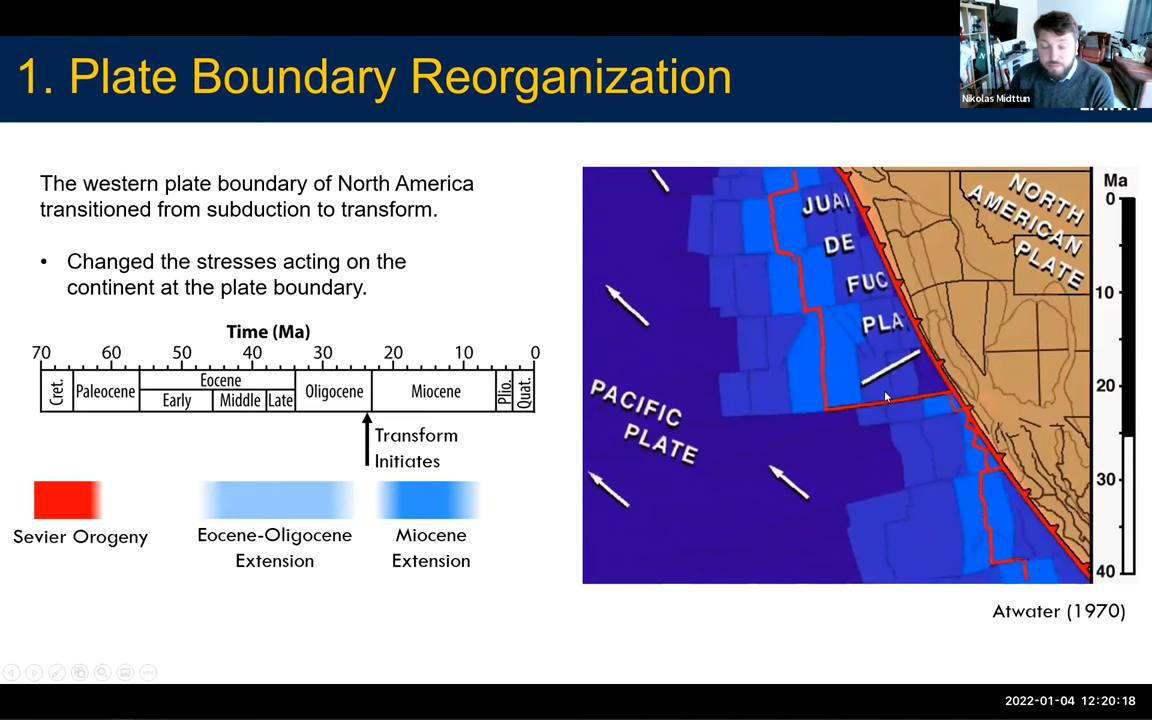 1. Plate Boundary Reorganization
Nikolas Midttun
The western plate boundary of North America
transitioned from subduction to transform.
• Changed the stresses acting on the
continent at the plate boundary.
Time (Ma)
70 60 50 40 30 20 10 0
Cret. Paleocene Eocene Oligocene Miocene Plio. Quat.
Early Middle Late
Transform
Initiates
Sevier Orogeny
Eocene-Oligocene
Extension
Miocene
Extension
JUAN
DE
FUC
PLA
NORTH
AMERICAN
PLATE
PACIFIC
PLATE
Ma
0
10
20
30
40
Atwater (1970)
2022-01-04 12:20:18